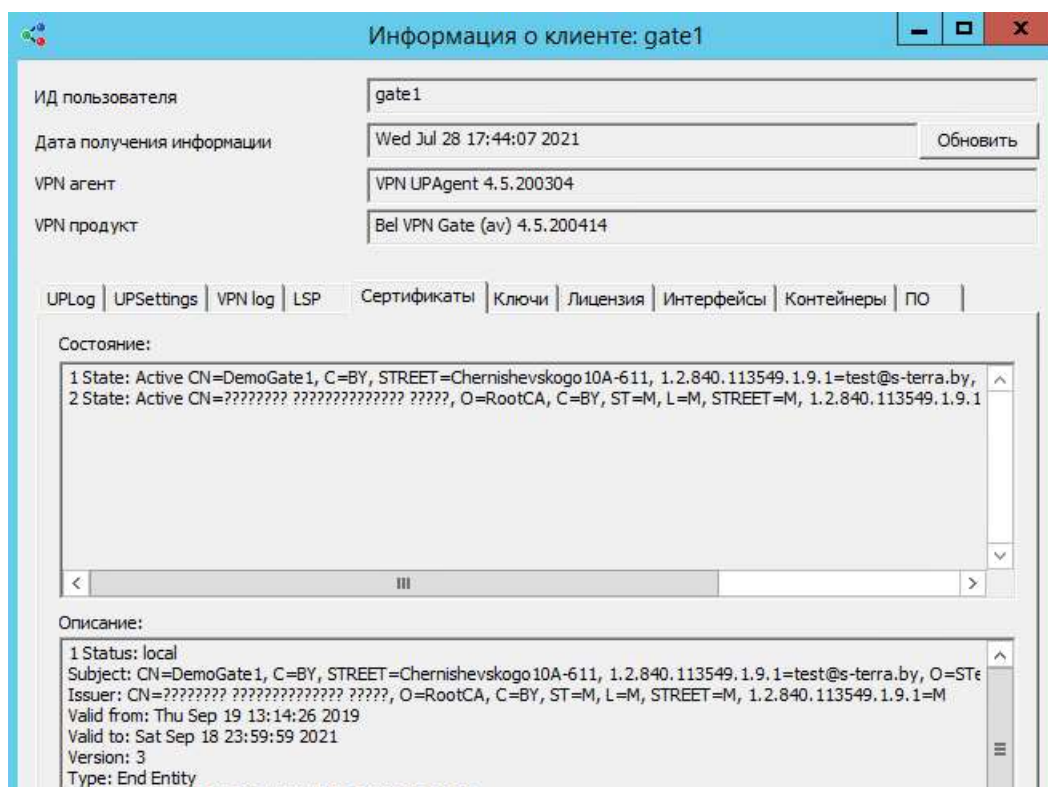 Информация о клиенте: gate1
ИД пользователя gate1
Дата получения информации Wed Jul 28 17:44:07 2021 Обновить
VPN агент VPN UPAgent 4.5.200304
VPN продукт Bel VPN Gate (av) 4.5.200414
UPLog UPSettings VPN log LSP Сертификаты Ключи Лицензия Интерфейсы Контейнеры ПО
Состояние:
1 State: Active CN=DemoGate1, C=BY, STREET=Chernishevskogo10A-611, 1.2.840.113549.1.9.1=test@s-terra.by,
2 State: Active CN=???????? ?????????????? ?????, O=RootCA, C=BY, ST=M, L=M, STREET=M, 1.2.840.113549.1.9.1
Описание:
1 Status: local
Subject: CN=DemoGate1, C=BY, STREET=Chernishevskogo10A-611, 1.2.840.113549.1.9.1=test@s-terra.by, O=STe
Issuer: CN=???????? ?????????????? ?????, O=RootCA, C=BY, ST=M, L=M, STREET=M, 1.2.840.113549.1.9.1=M
Valid from: Thu Sep 19 13:14:26 2019
Valid to: Sat Sep 18 23:59:59 2021
Version: 3
Type: End Entity